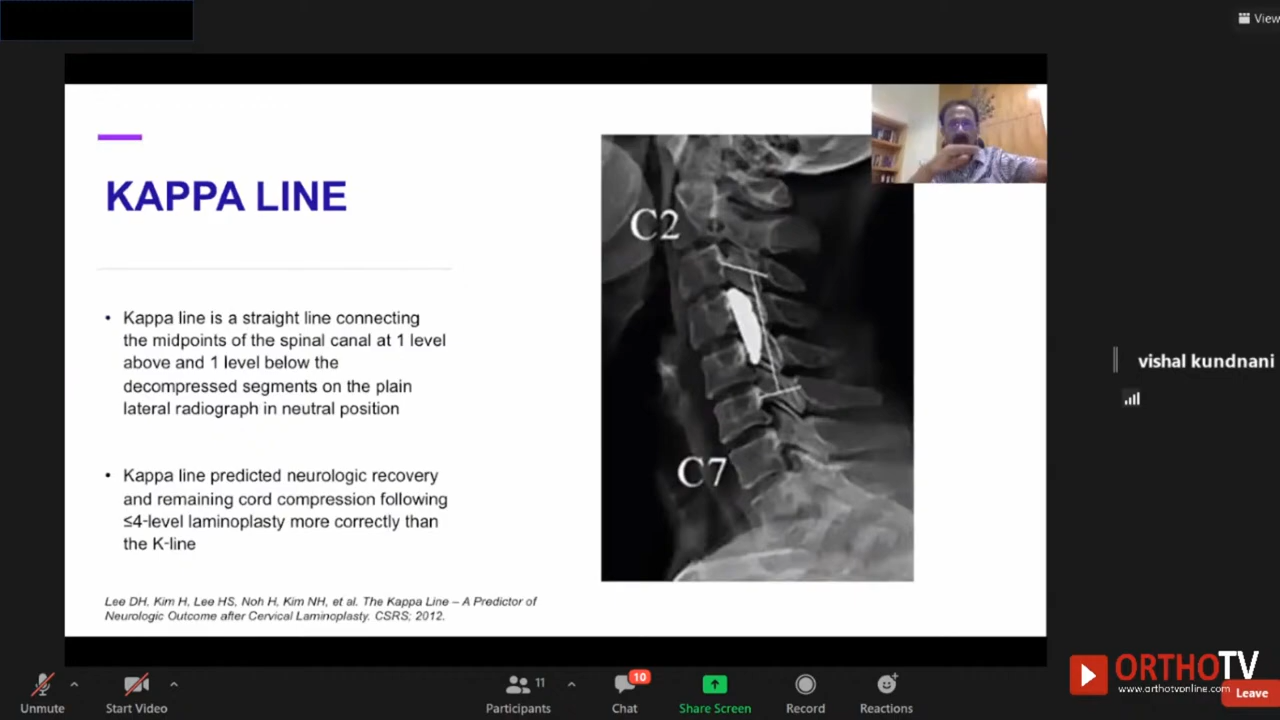 View
KAPPA LINE
C2
• Kappa line is a straight line connecting
the midpoints of the spinal canal at 1 level
above and 1 level below the
decompressed segments on the plain
lateral radiograph in neutral position
vishal kundnani
C7
• Kappa line predicted neurologic recovery
and remaining cord compression following
≤4-level laminoplasty more correctly than
the K-line
Lee DH, Kim H, Lee HS, Noh H, Kim NH, et al. The Kappa Line – A Predictor of
Neurologic Outcome after Cervical Laminoplasty. CSRS; 2012.
ORTHOTV
www.orthotvonline.com
Unmute
Start Video
11
Participants
10
Chat
Share Screen
Record
Reactions
Leave